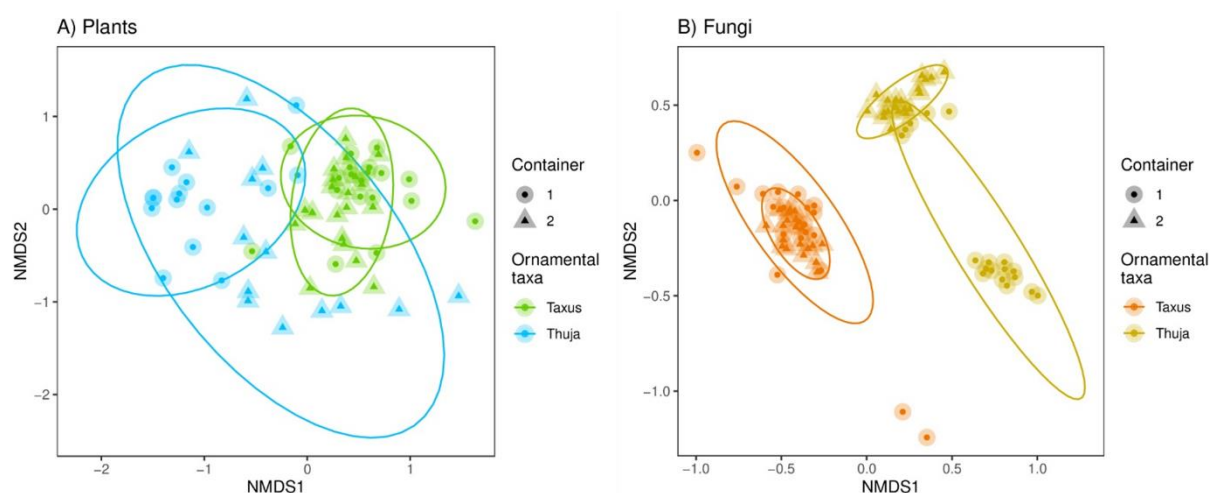 A) Plants
1
0
−1
−2
NMDS2
−2
−1
0
1
NMDS1
Container
1
2
Ornamental
taxa
Taxus
Thuja
B) Fungi
0.5
0.0
−0.5
−1.0
NMDS2
−1.0
−0.5
0.0
0.5
1.0
NMDS1
Container
1
2
Ornamental
taxa
Taxus
Thuja